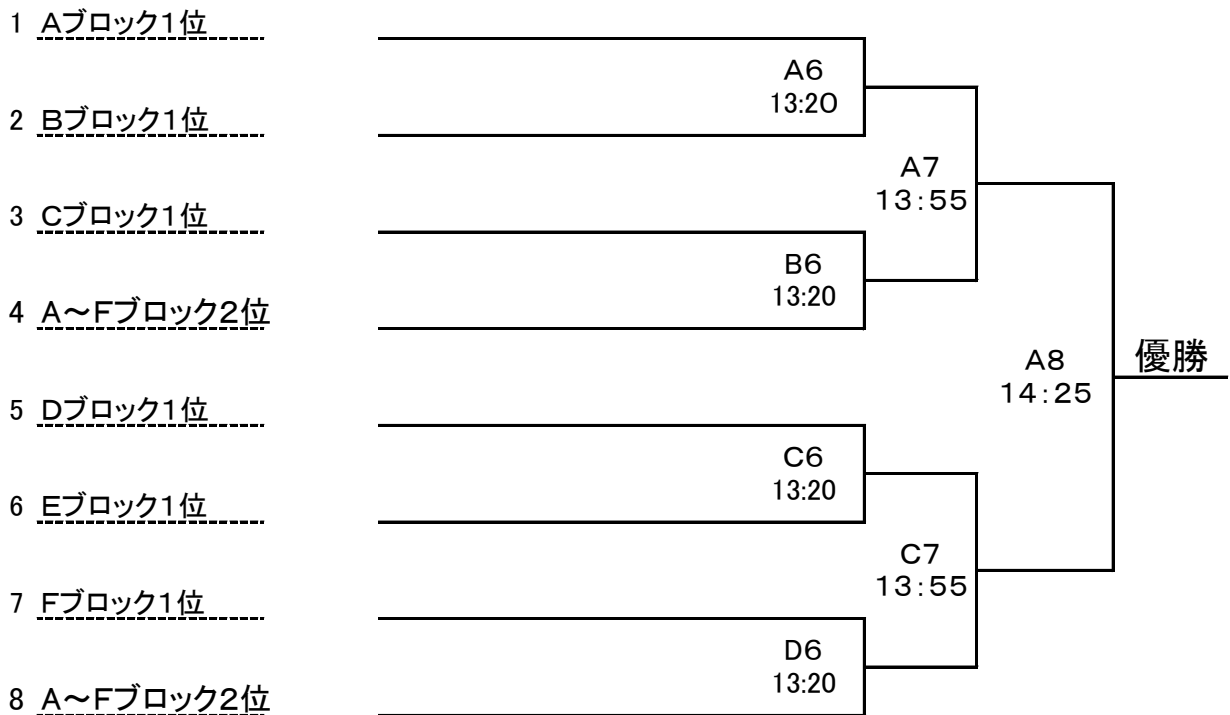 1 Aブロック1位
A6
13:20
2 Bブロック1位
A7
13:55
3 Cブロック1位
B6
13:20
4 A～Fブロック2位
A8
14:25
優勝
5 Dブロック1位
C6
13:20
6 Eブロック1位
C7
13:55
7 Fブロック1位
D6
13:20
8 A～Fブロック2位